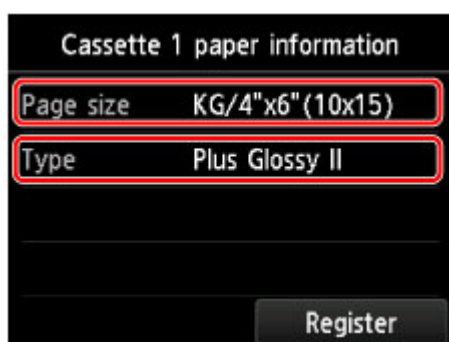 Cassette 1 paper information
Page size KG/4"x6"(10x15)
Type Plus Glossy II
Register